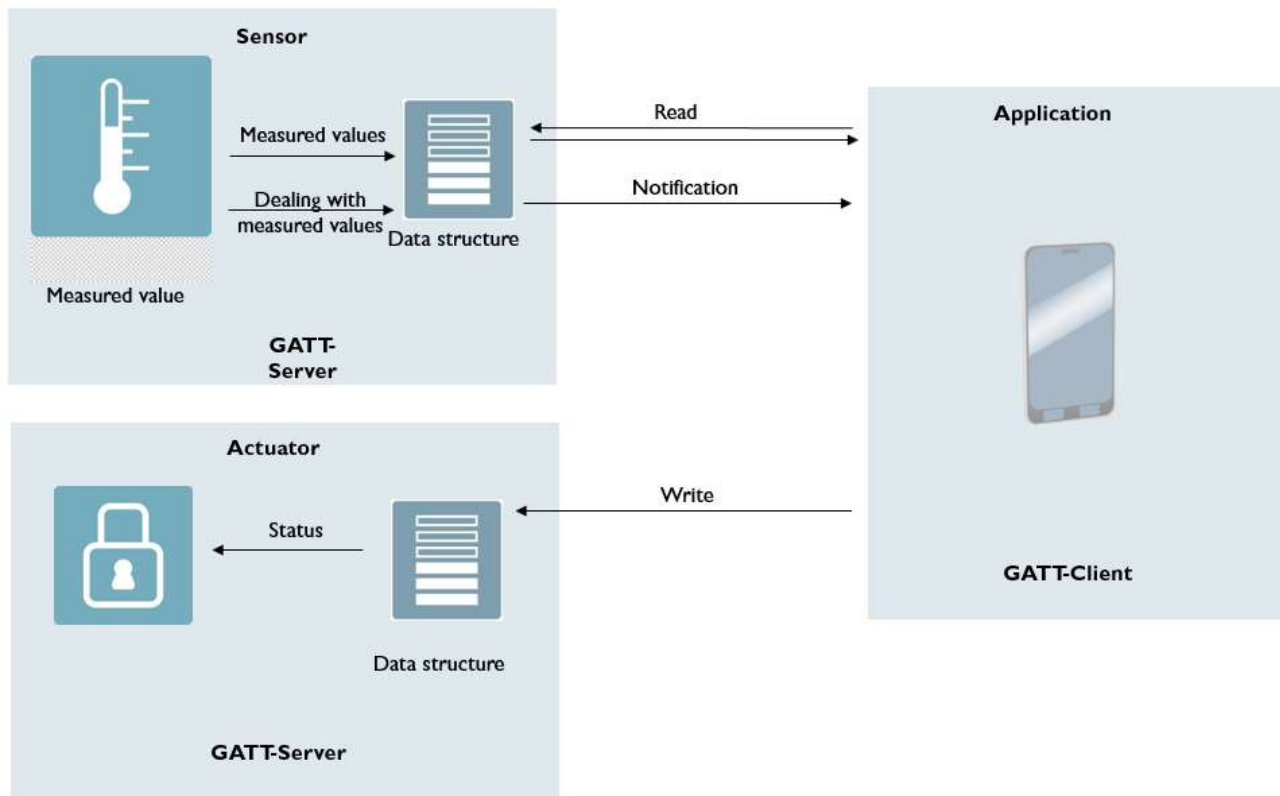 Sensor
Measured values
Dealing with
measured values
Data structure
Measured value
GATT-
Server
Read
Notification
Application
GATT-Client
Actuator
Status
Data structure
GATT-Server
Write